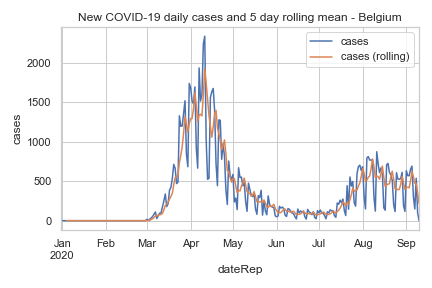 New COVID-19 daily cases and 5 day rolling mean - Belgium
cases
cases (rolling)
cases
2000
1500
1000
500
0
Jan Feb Mar Apr May Jun Jul Aug Sep
2020
dateRep